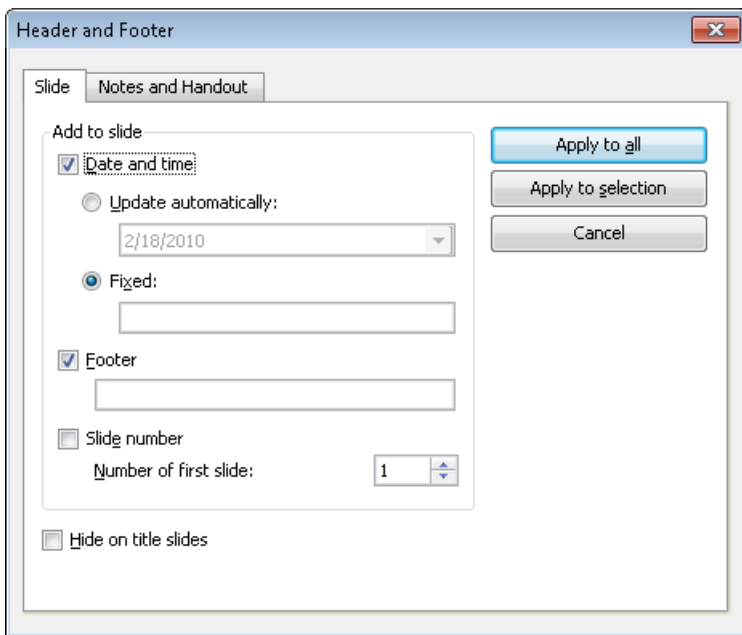 Header and Footer
Slide Notes and Handout
Add to slide
Date and time
Update automatically:
2/18/2010
Fixed:
Footer
Slide number
Number of first slide: 1
Hide on title slides
Apply to all
Apply to selection
Cancel